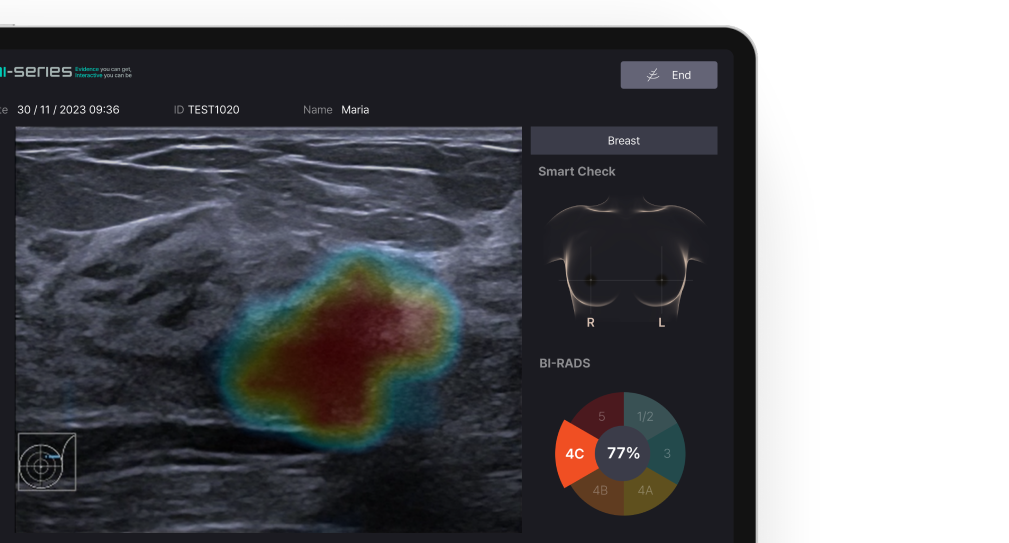 -series Evidence you can get,
Interactive you can be
End
30 / 11 / 2023 09:36 ID TEST1020 Name Maria
Breast
Smart Check
R L
BI-RADS
5 1/2
4C 77% 3
4B 4A